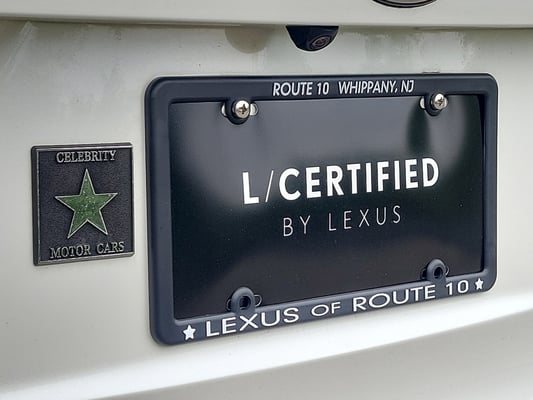 CELEBRITY
MOTOR CARS
ROUTE 10 WHIPPANY, NJ
L/CERTIFIED
BY LEXUS
LEXUS OF ROUTE 10